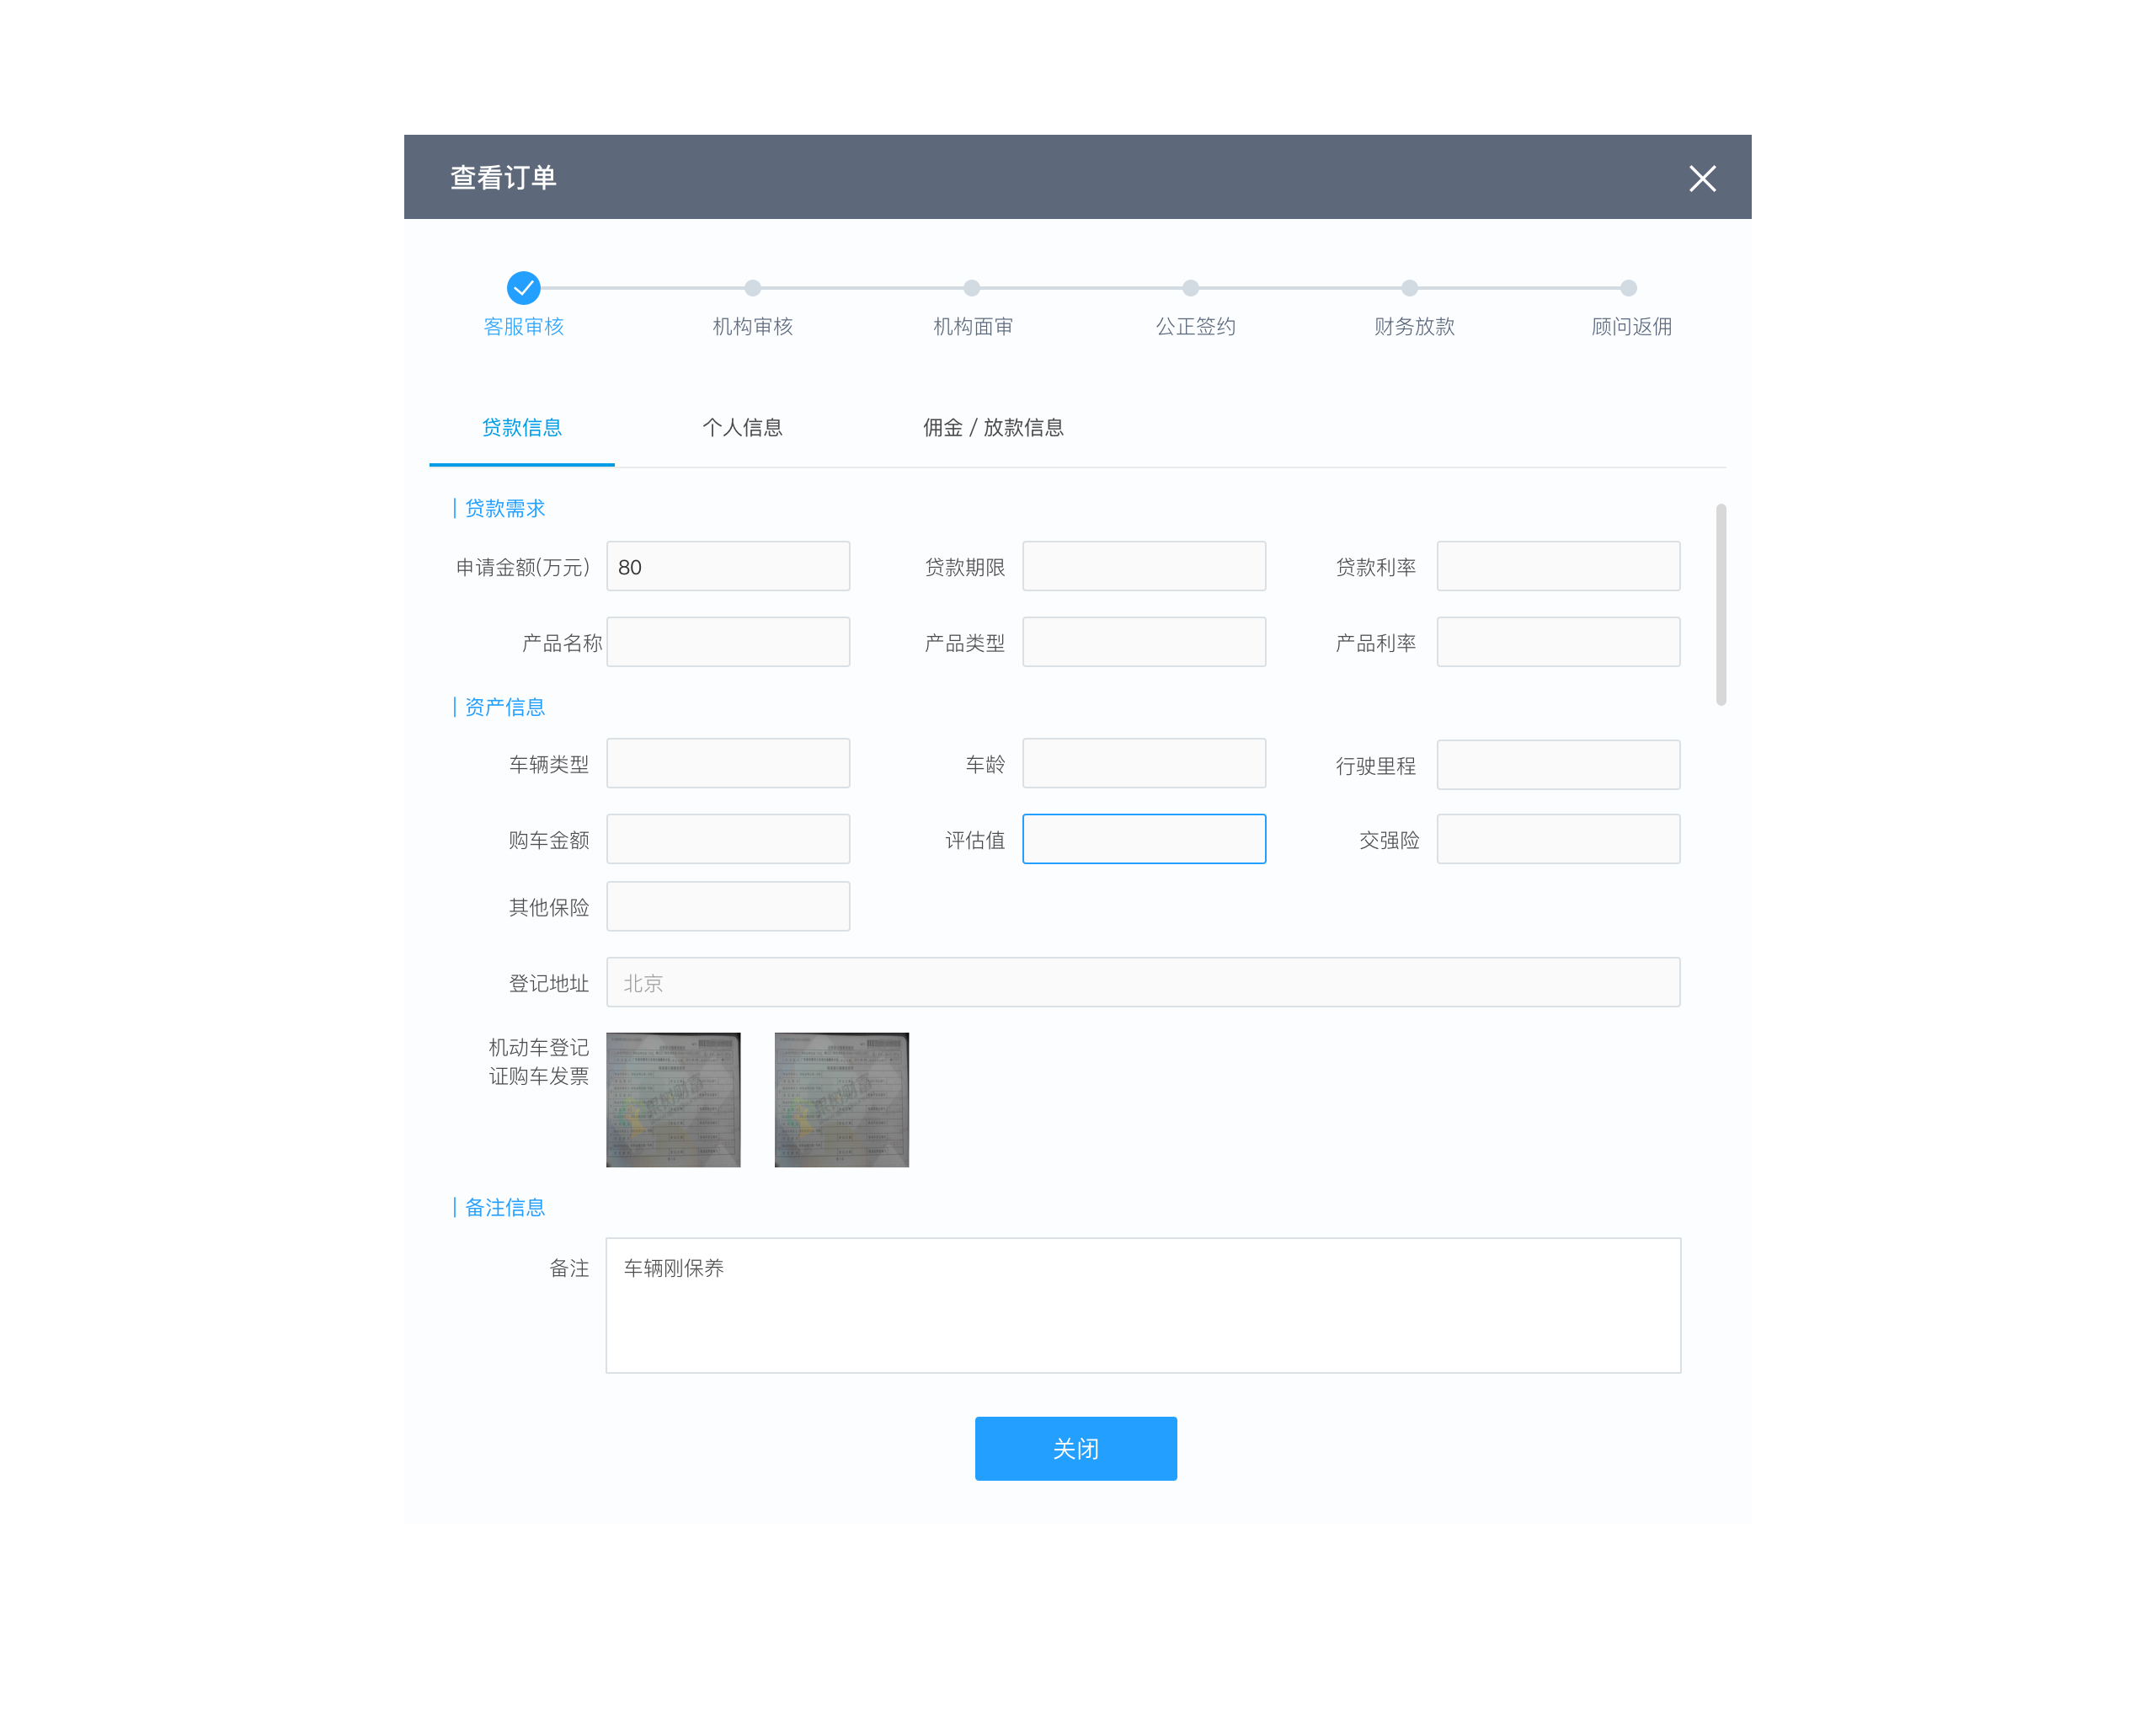 查看订单
客服审核 机构审核 机构面审 公正签约 财务放款 顾问返佣
贷款信息 个人信息 佣金 / 放款信息
贷款需求
申请金额(万元) 80 贷款期限 贷款利率
产品名称 产品类型 产品利率
资产信息
车辆类型 车龄 行驶里程
购车金额 评估值 交强险
其他保险
登记地址 北京
机动车登记
证购车发票
备注信息
备注 车辆刚保养
关闭